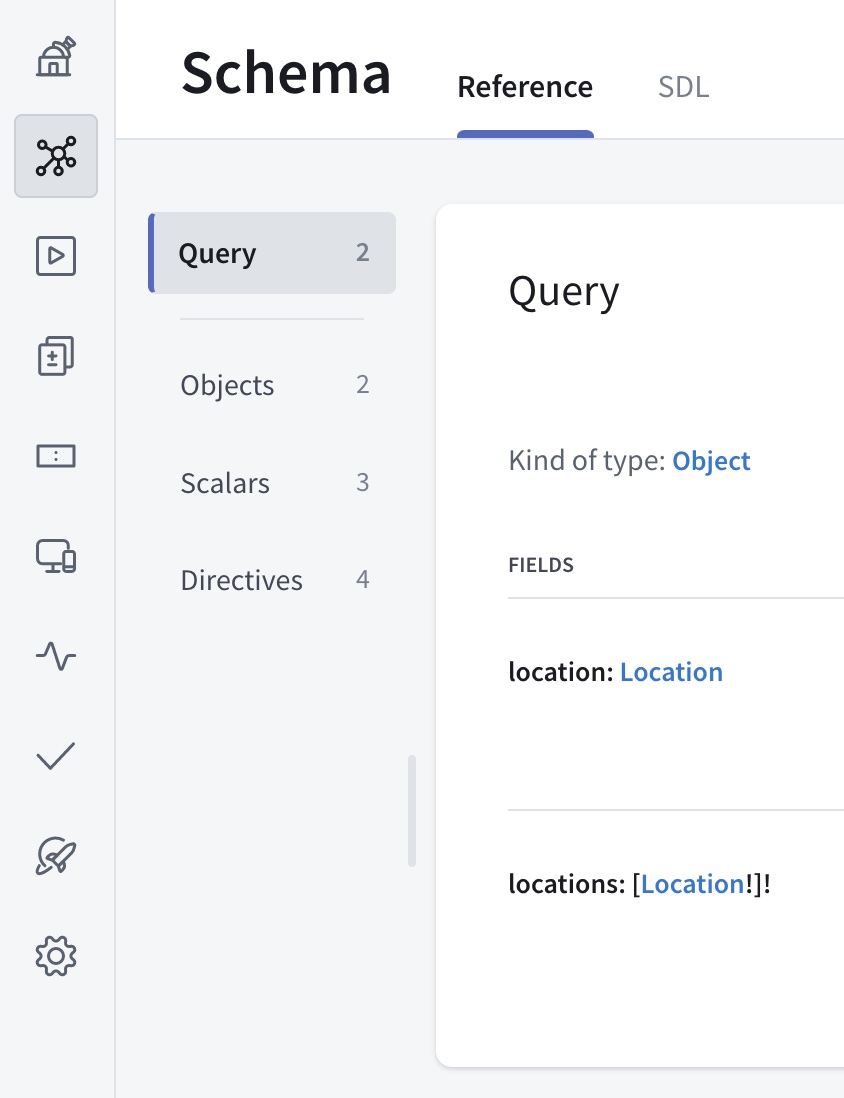 Schema
Reference
SDL
Query 2
Objects 2
Scalars 3
Directives 4
Query
Kind of type: Object
FIELDS
location: Location
locations: [Location!]!